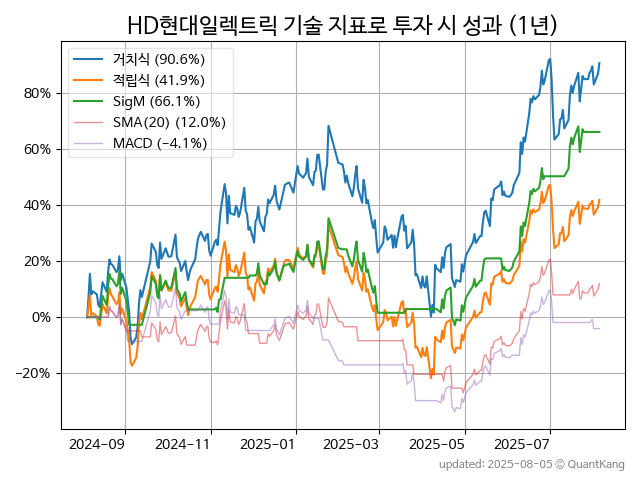 HD현대일렉트릭 기술 지표로 투자 시 성과 (1년)
거치식 (90.6%)
적립식 (41.9%)
SigM (66.1%)
SMA(20) (12.0%)
MACD (−4.1%)
80%
60%
40%
20%
0%
−20%
2024-09 2024-11 2025-01 2025-03 2025-05 2025-07
updated: 2025-08-05 © QuantKang